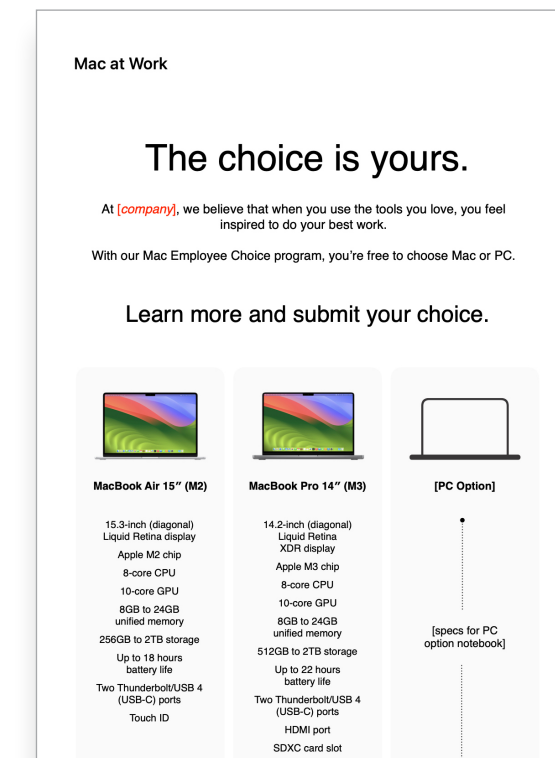 Mac at Work
The choice is yours.
At [company], we believe that when you use the tools you love, you feel
inspired to do your best work.
With our Mac Employee Choice program, you’re free to choose Mac or PC.
Learn more and submit your choice.
MacBook Air 15″ (M2)
15.3-inch (diagonal)
Liquid Retina display
Apple M2 chip
8-core CPU
10-core GPU
8GB to 24GB
unified memory
256GB to 2TB storage
Up to 18 hours
battery life
Two Thunderbolt/USB 4
(USB-C) ports
Touch ID
MacBook Pro 14″ (M3)
14.2-inch (diagonal)
Liquid Retina
XDR display
Apple M3 chip
8-core CPU
10-core GPU
8GB to 24GB
unified memory
512GB to 2TB storage
Up to 22 hours
battery life
Two Thunderbolt/USB 4
(USB-C) ports
HDMI port
SDXC card slot
[PC Option]
[specs for PC
option notebook]